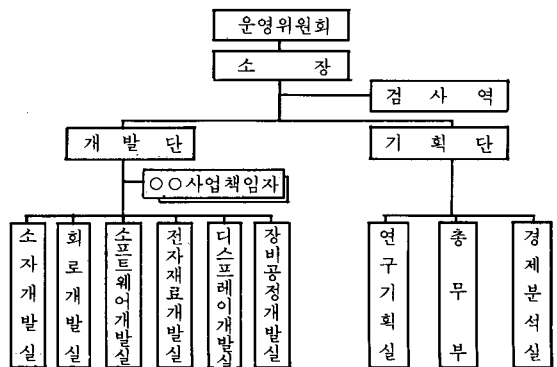 운영위원회
소 장
검 사 역
개 발 단
기 획 단
○○사업책임자
소자개발실
회로개발실
소프트웨어개발실
전자재료개발실
디스프레이개발실
장비공정개발실
연구기획실
총무부
경제분석실